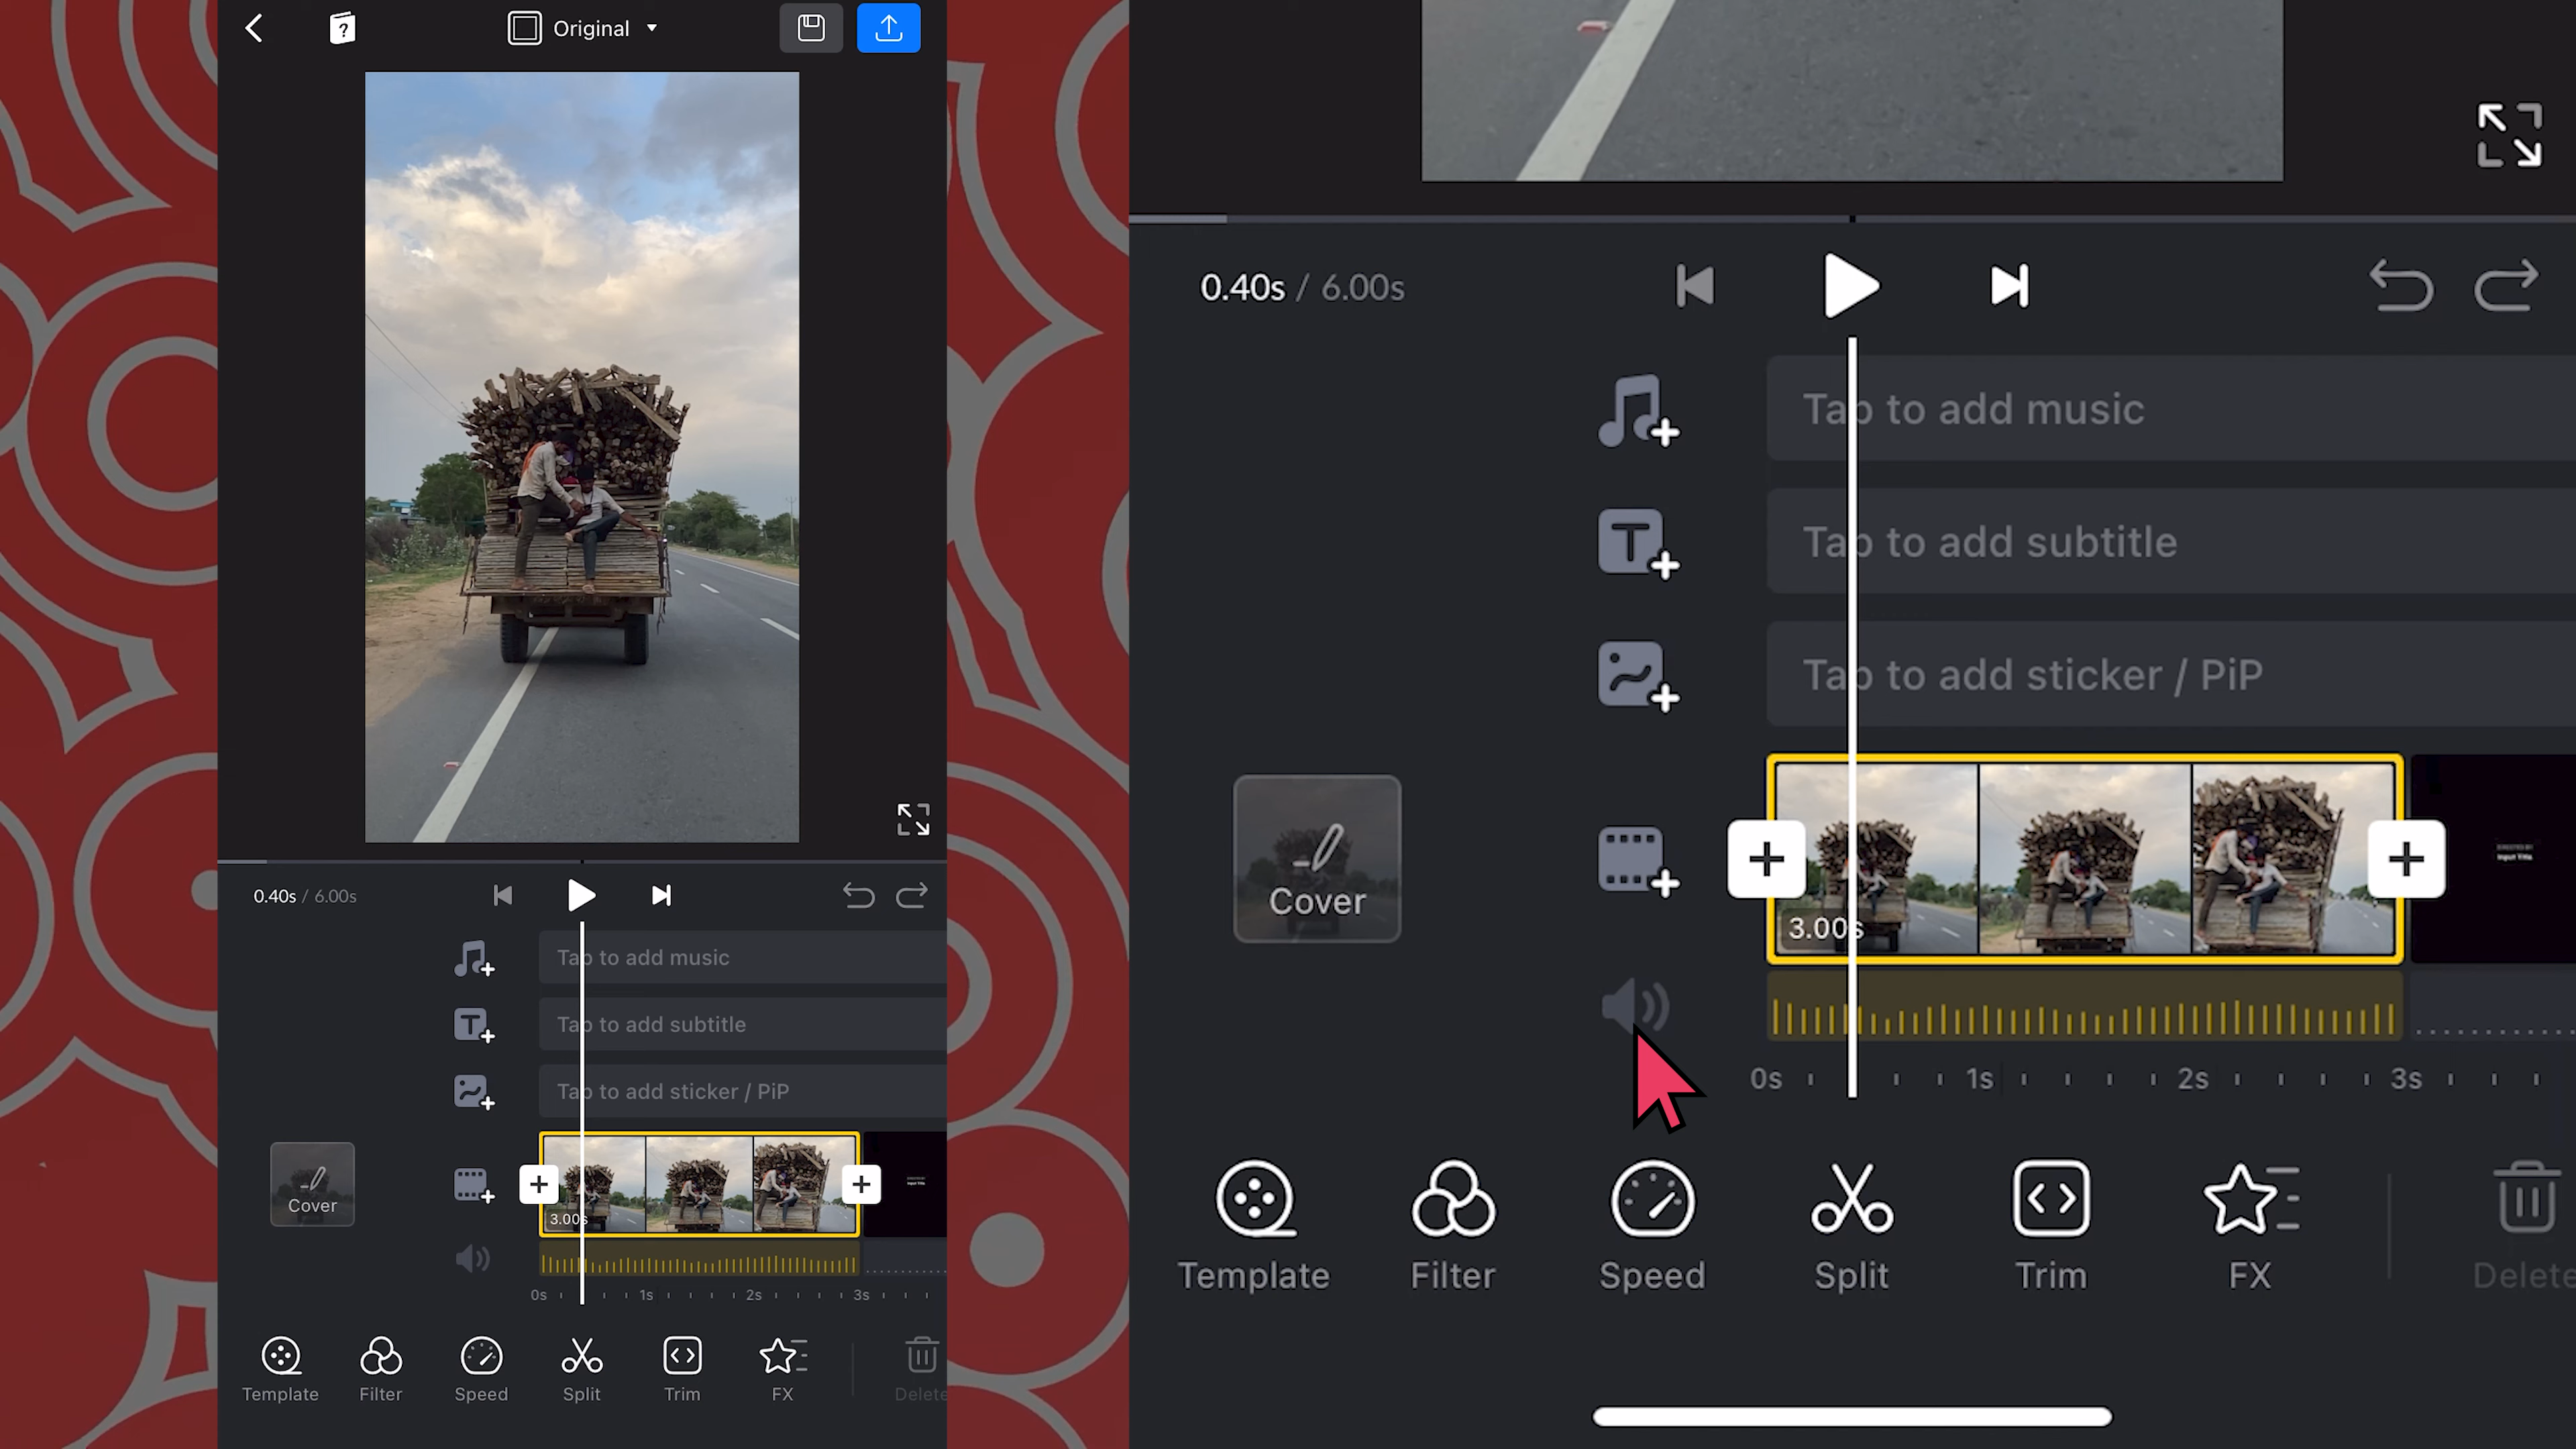 Original
0.40s / 6.00s
Tap to add music
Tap to add subtitle
Tap to add sticker / PiP
Cover
3.00s
0s
1s
2s
3s
Template
Filter
Speed
Split
Trim
FX
Delete
0.40s / 6.00s
Tap to add music
Tap to add subtitle
Tap to add sticker / PiP
Cover
3.00s
Input Title
0s
1s
2s
3s
Template
Filter
Speed
Split
Trim
FX
Delete